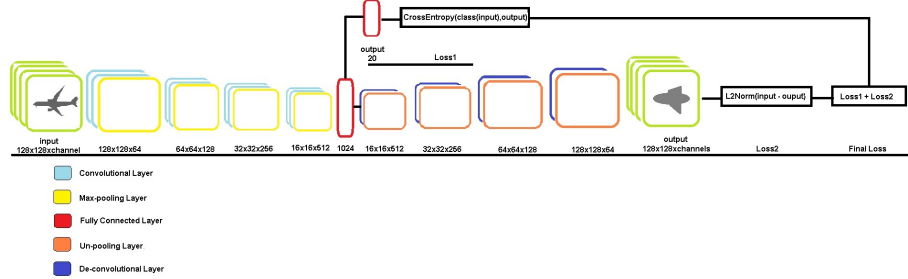 CrossEntropy(class(input),output)
output
20
Loss1
L2Norm(input - ouput)
Loss1 + Loss2
input
128x128xchannel
128x128x64
64x64x128
32x32x256
16x16x512
1024
16x16x512
32x32x256
64x64x128
128x128x64
output
128x128xchannels
Loss2
Final Loss
Convolutional Layer
Max-pooling Layer
Fully Connected Layer
Un-pooling Layer
De-convolutional Layer